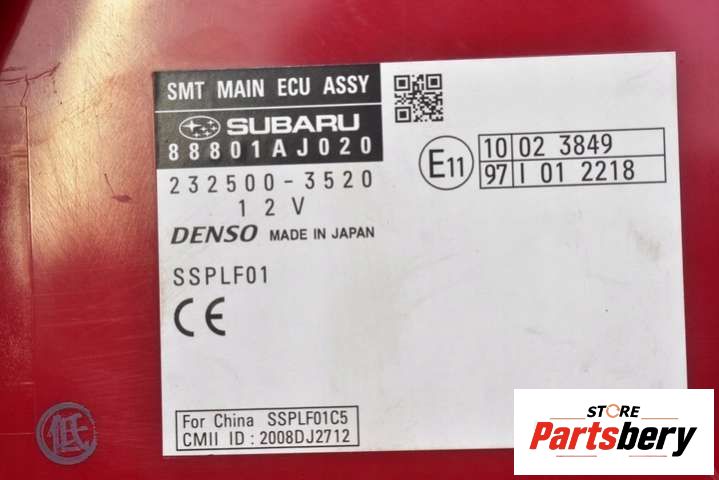 SMT MAIN ECU ASSY
SUBARU
88801AJ020
232500-3520
12V
DENSO MADE IN JAPAN
SSPLF01
CE
E11
10 02 3849
97 I 01 2218
For China SSPLF01C5
CMII ID : 2008DJ2712
低
STORE
Partsbery